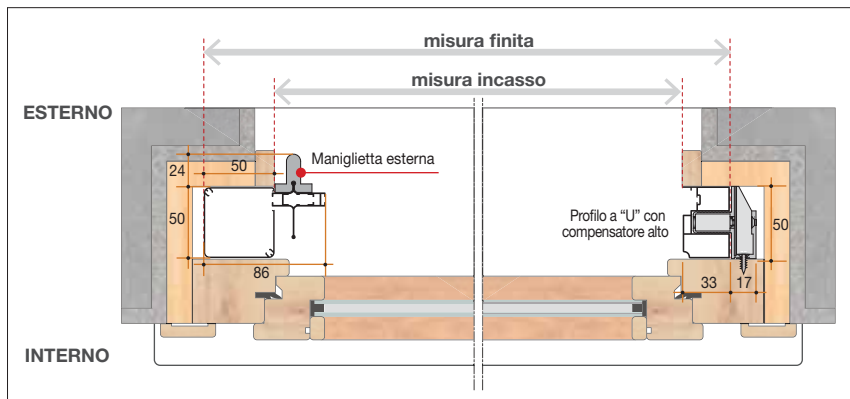 misura finita
misura incasso
ESTERNO
24
50
Maniglietta esterna
50
86
Profilo a “U” con
compensatore alto
50
33
17
INTERNO